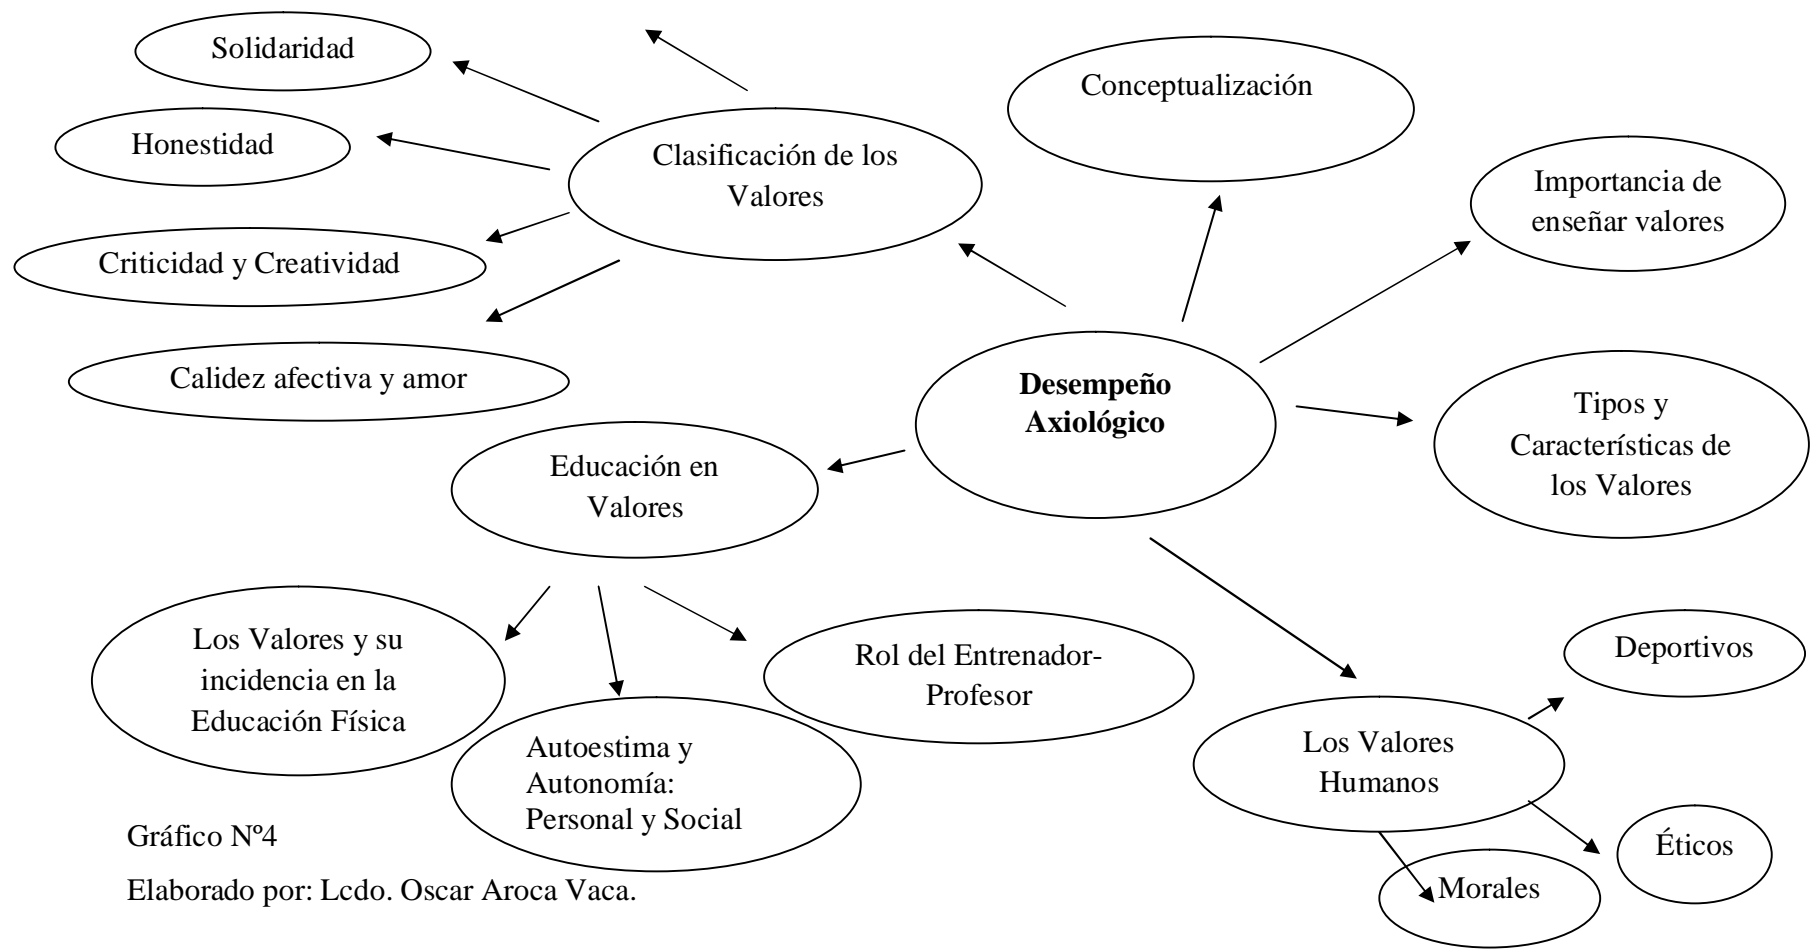 Solidaridad
Honestidad
Criticidad y Creatividad
Calidez afectiva y amor
Clasificación de los
Valores
Conceptualización
Importancia de
enseñar valores
Desempeño
Axiológico
Tipos y
Características de
los Valores
Educación en
Valores
Los Valores y su
incidencia en la
Educación Física
Autoestima y
Autonomía:
Personal y Social
Rol del Entrenador-
Profesor
Los Valores
Humanos
Deportivos
Éticos
Morales
Gráfico Nº4
Elaborado por: Lcdo. Oscar Aroca Vaca.